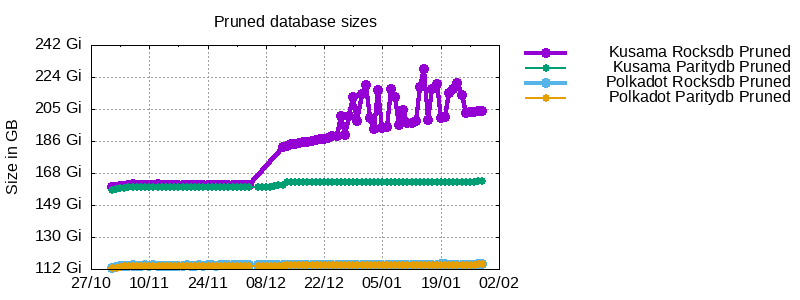 Pruned database sizes
Size in GB
242 Gi
224 Gi
205 Gi
186 Gi
168 Gi
149 Gi
130 Gi
112 Gi
27/10 10/11 24/11 08/12 22/12 05/01 19/01 02/02
Kusama Rocksdb Pruned
Kusama Paritydb Pruned
Polkadot Rocksdb Pruned
Polkadot Paritydb Pruned